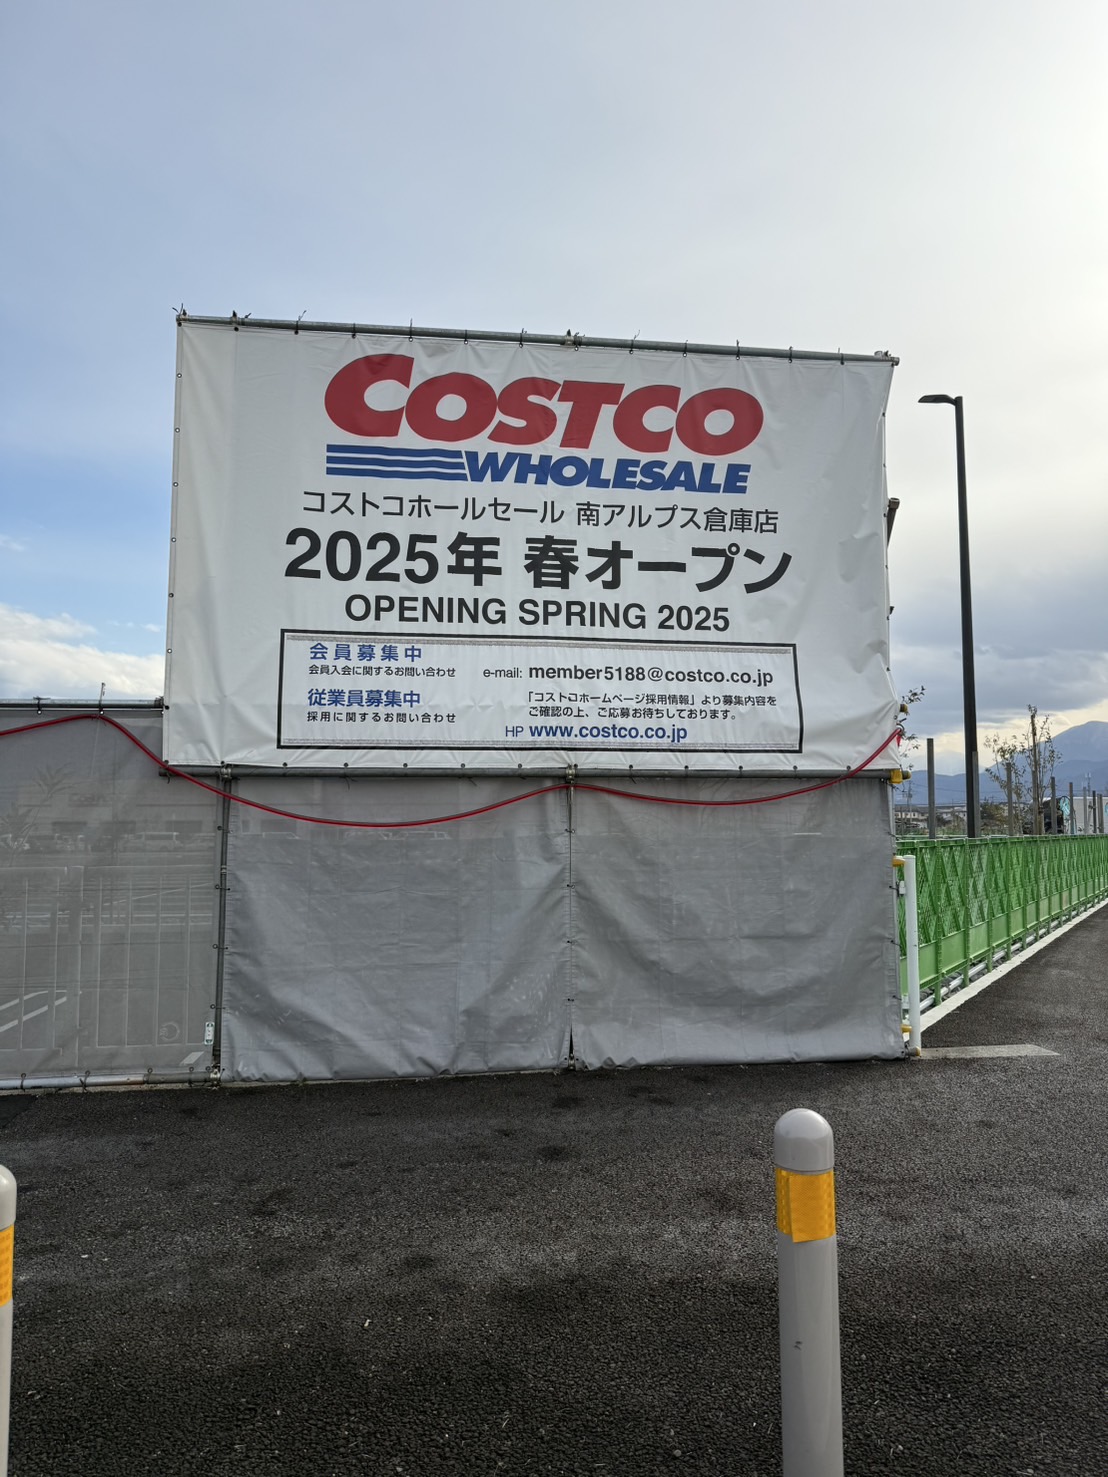 COSTCO
WHOLESALE
コストコホールセール 南アルプス倉庫店
2025年 春オープン
OPENING SPRING 2025
会員募集中
会員入会に関するお問い合わせ e-mail: member5188@costco.co.jp
従業員募集中
採用に関するお問い合わせ
「コストコホームページ採用情報」より募集内容を
ご確認の上、ご応募お待ちしております。
HP www.costco.co.jp